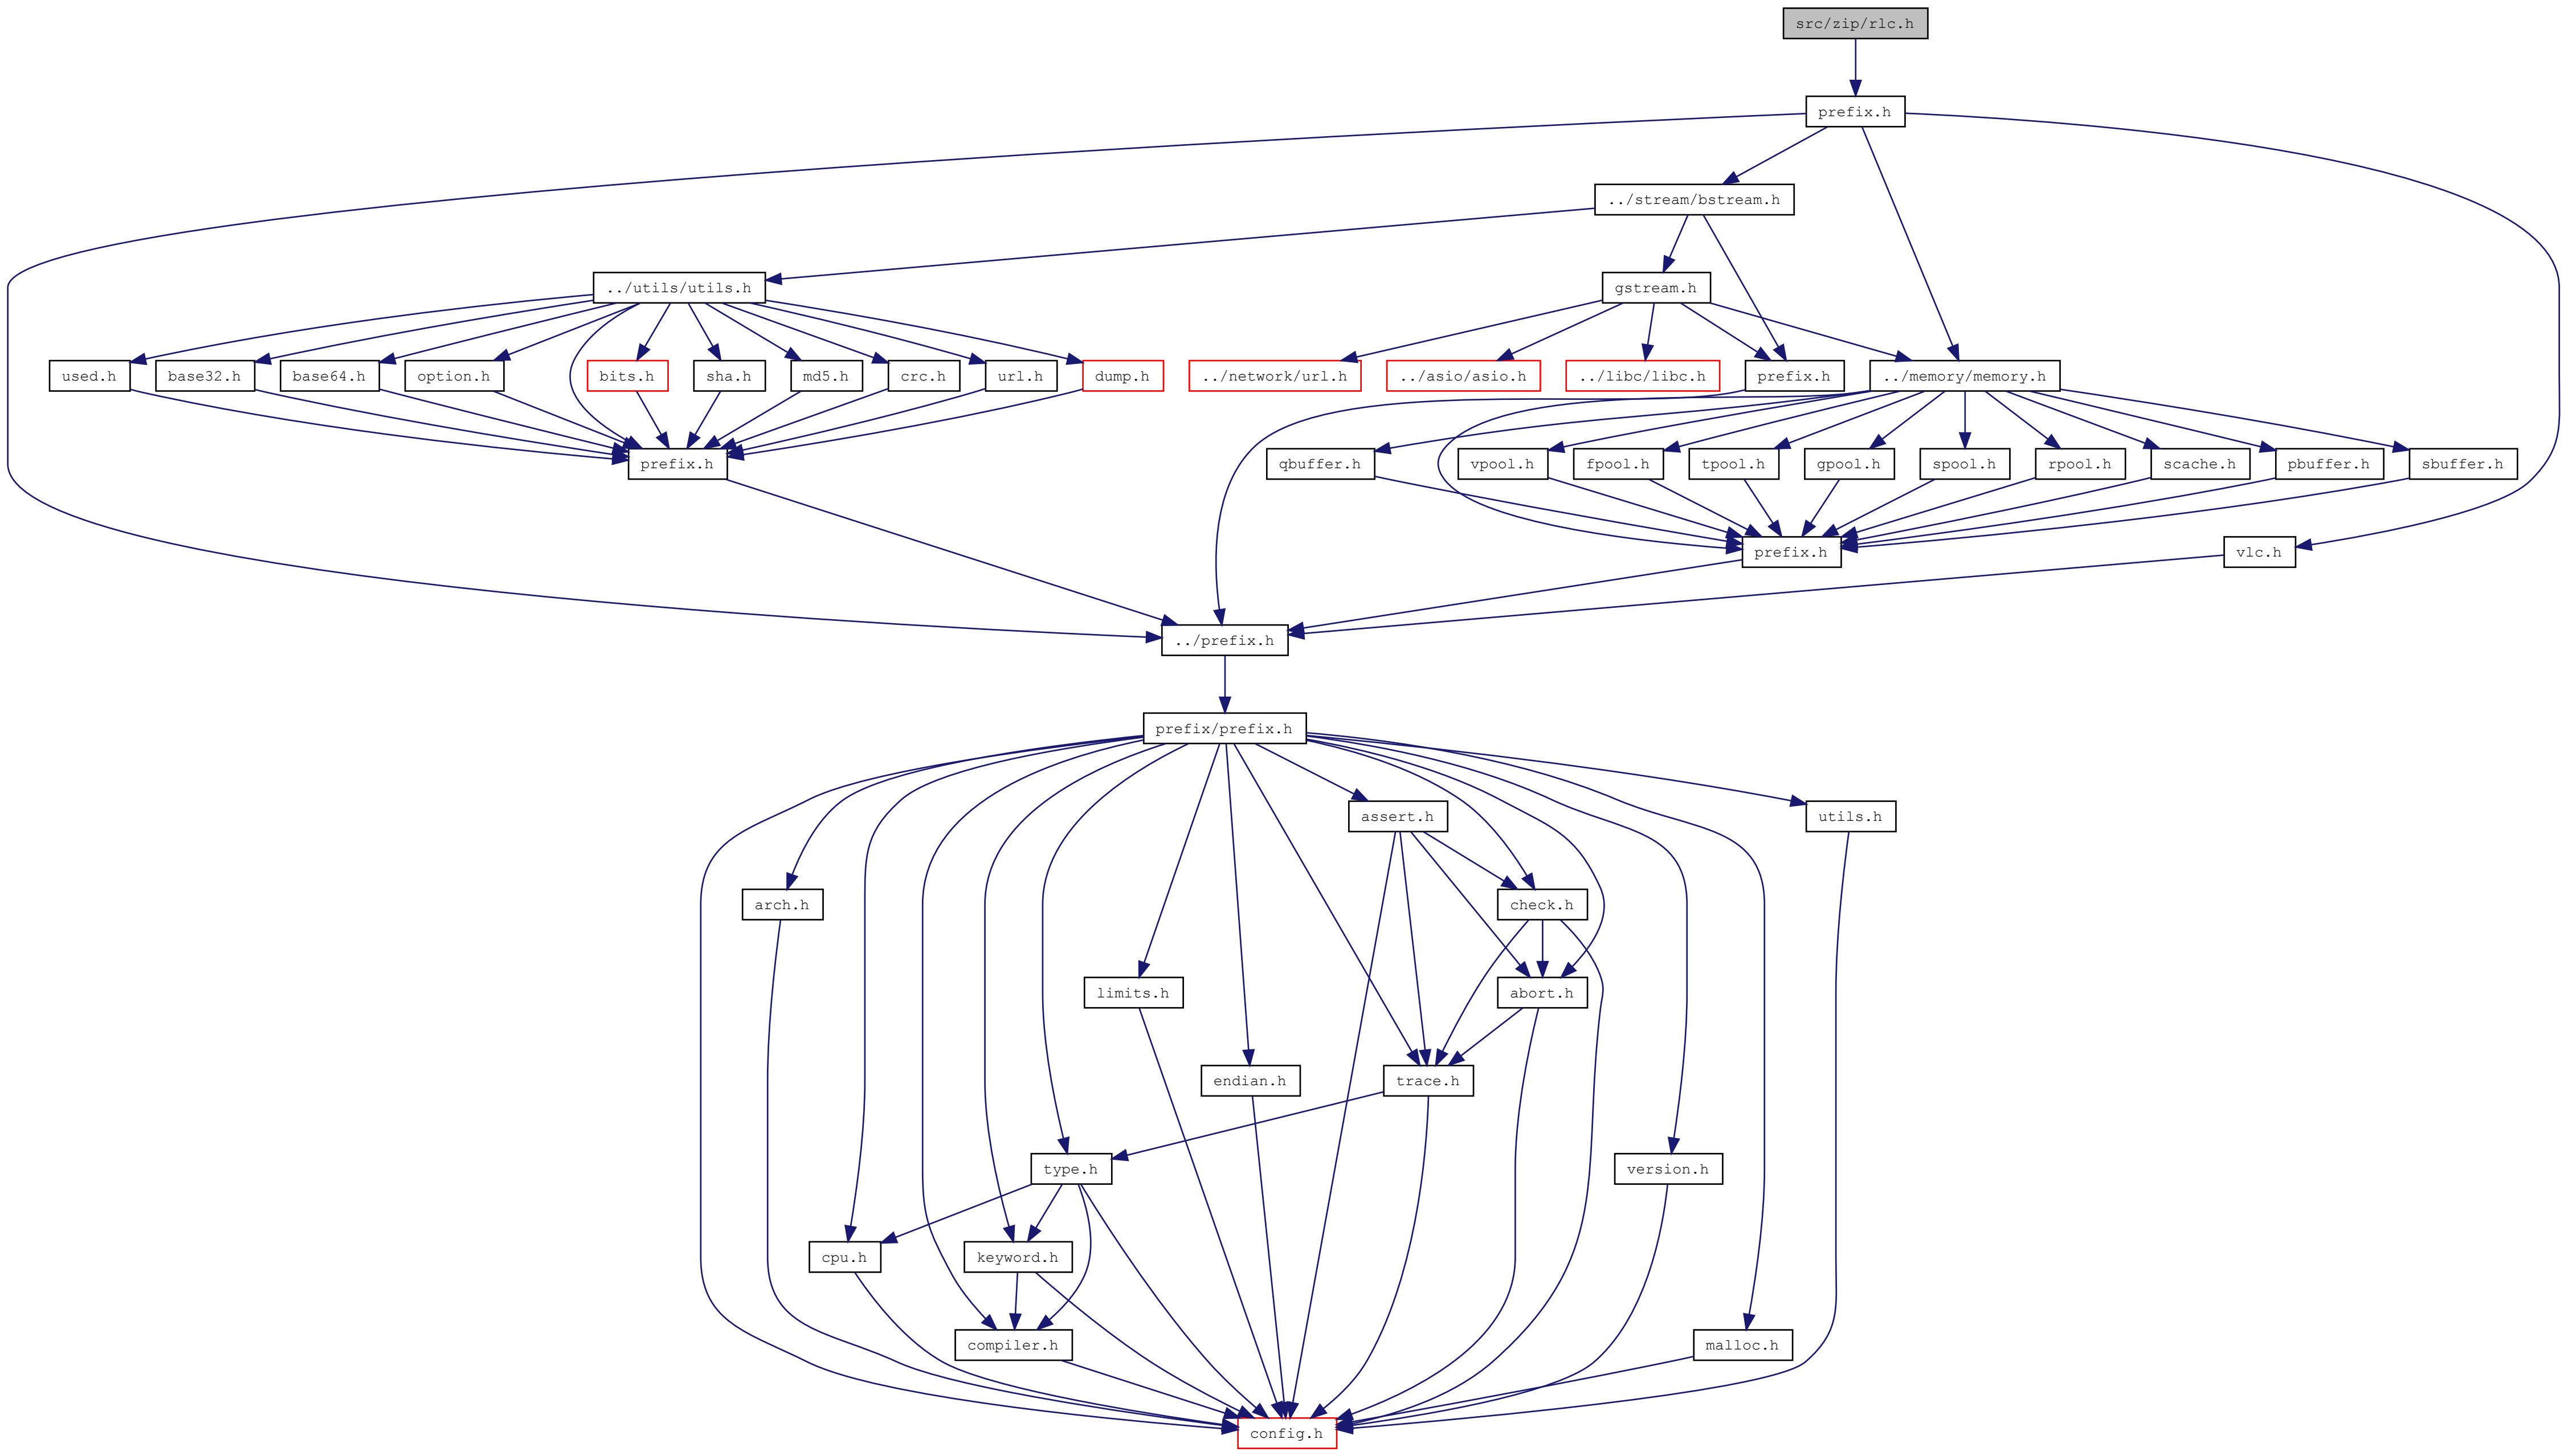 src/zip/rlc.h
prefix.h
../stream/bstream.h
../utils/utils.h
gstream.h
used.h
base32.h
base64.h
option.h
bits.h
sha.h
md5.h
crc.h
url.h
dump.h
../network/url.h
../asio/asio.h
../libc/libc.h
prefix.h
../memory/memory.h
prefix.h
qbuffer.h
vpool.h
fpool.h
tpool.h
gpool.h
spool.h
rpool.h
scache.h
pbuffer.h
sbuffer.h
prefix.h
vlc.h
../prefix.h
prefix/prefix.h
assert.h
utils.h
arch.h
check.h
limits.h
abort.h
endian.h
trace.h
type.h
version.h
cpu.h
keyword.h
compiler.h
malloc.h
config.h